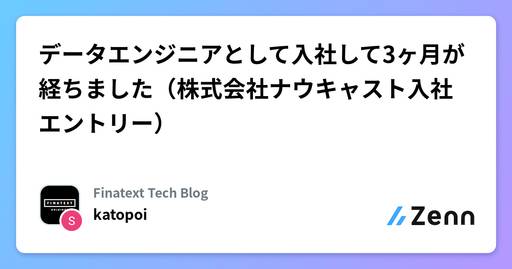 データエンジニアとして入社して3ヶ月が
経ちました（株式会社ナウキャスト入社
エントリー）
Finatext Tech Blog
katopoi
FINATEXT
S
Zenn